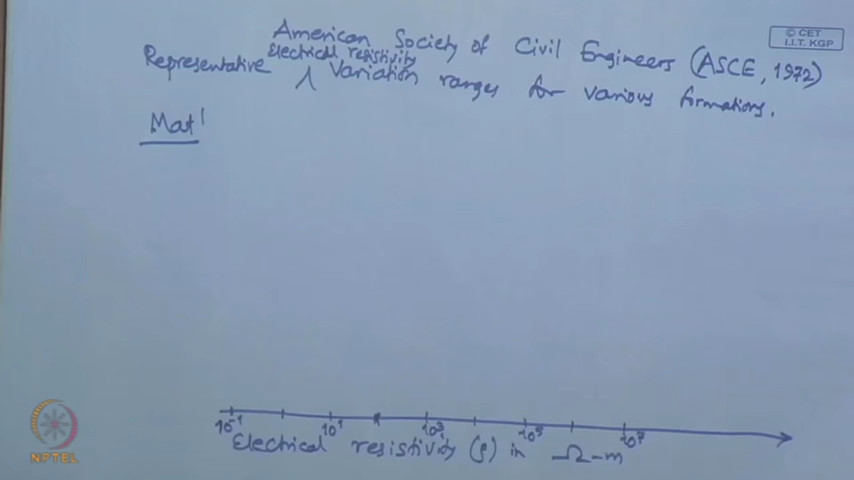 © CET
I.I.T. KGP
American Society of Civil Engineers (ASCE, 1972)
Electrical resistivity
Representative ⋀ Variation ranges for various formations.
Mat'l
10⁻¹ 10¹ 10³ 10⁵ 10⁷
Electrical resistivity (ρ) in Ω-m
NPTEL